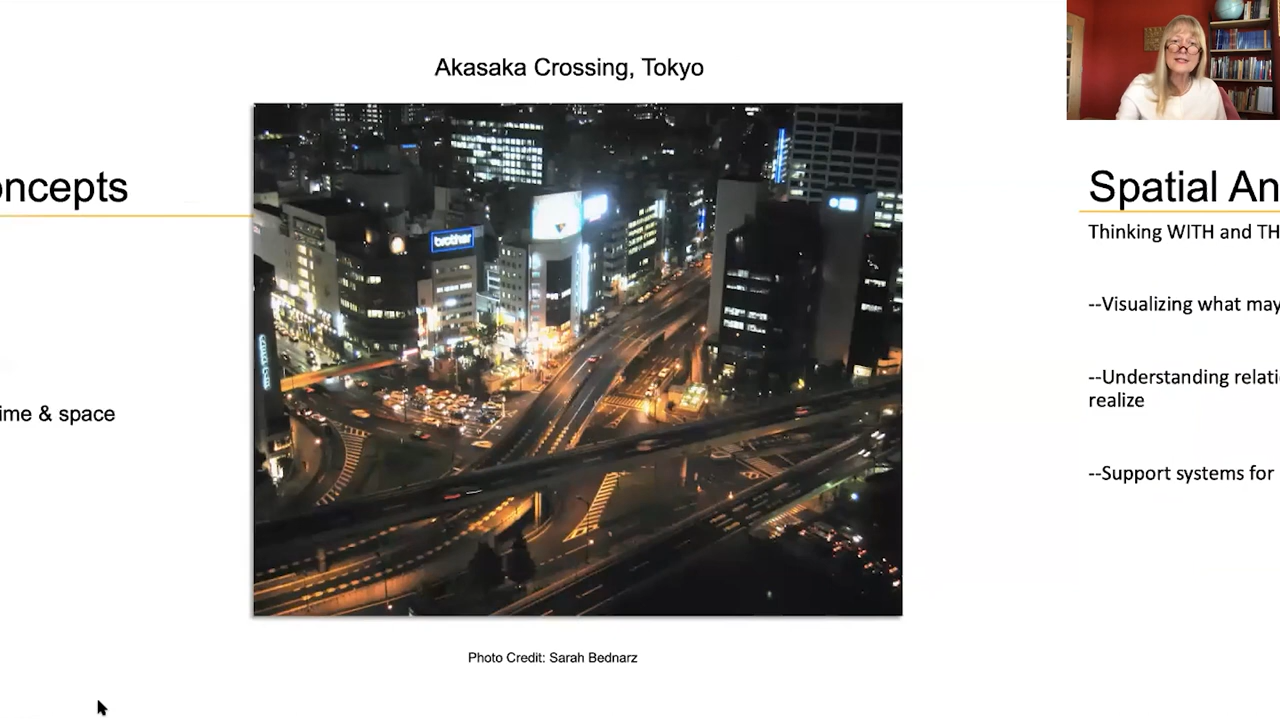 Akasaka Crossing, Tokyo
oncepts
ime & space
brother
Photo Credit: Sarah Bednarz
Spatial An
Thinking WITH and TH
--Visualizing what may
--Understanding relati
realize
--Support systems for